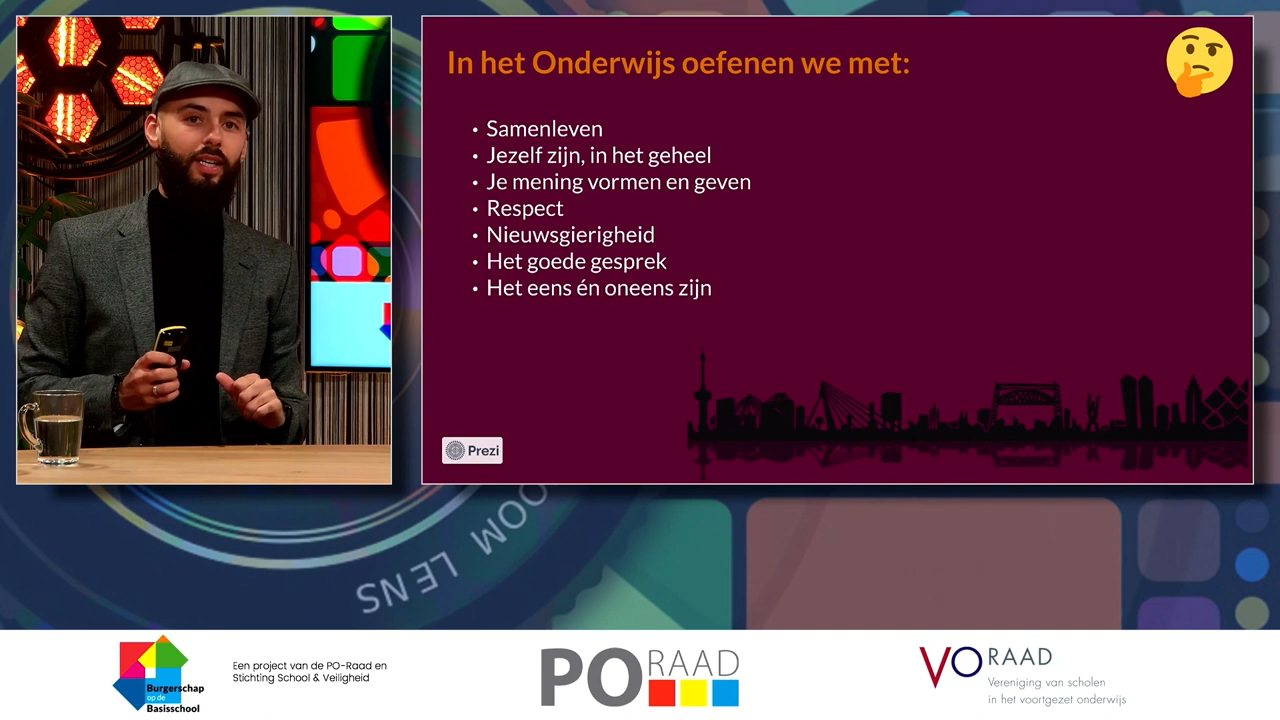 In het Onderwijs oefenen we met:
• Samenleven
• Jezelf zijn, in het geheel
• Je mening vormen en geven
• Respect
• Nieuwsgierigheid
• Het goede gesprek
• Het eens én oneens zijn
Prezi
OOM LENS
Burgerschap
op de
Basisschool
Een project van de PO-Raad en
Stichting School & Veiligheid
PO RAAD
VO RAAD
Vereniging van scholen
in het voortgezet onderwijs